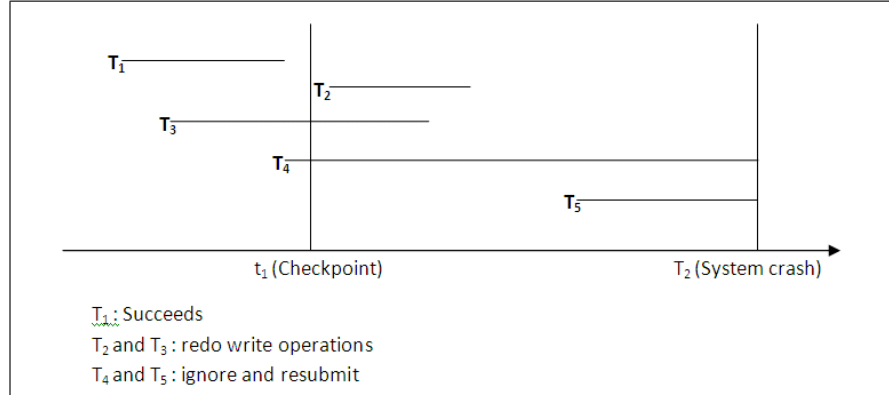 T₁
T₂
T₃
T₄
T₅
t₁ (Checkpoint) T₂ (System crash)
T₁ : Succeeds
T₂ and T₃ : redo write operations
T₄ and T₅ : ignore and resubmit